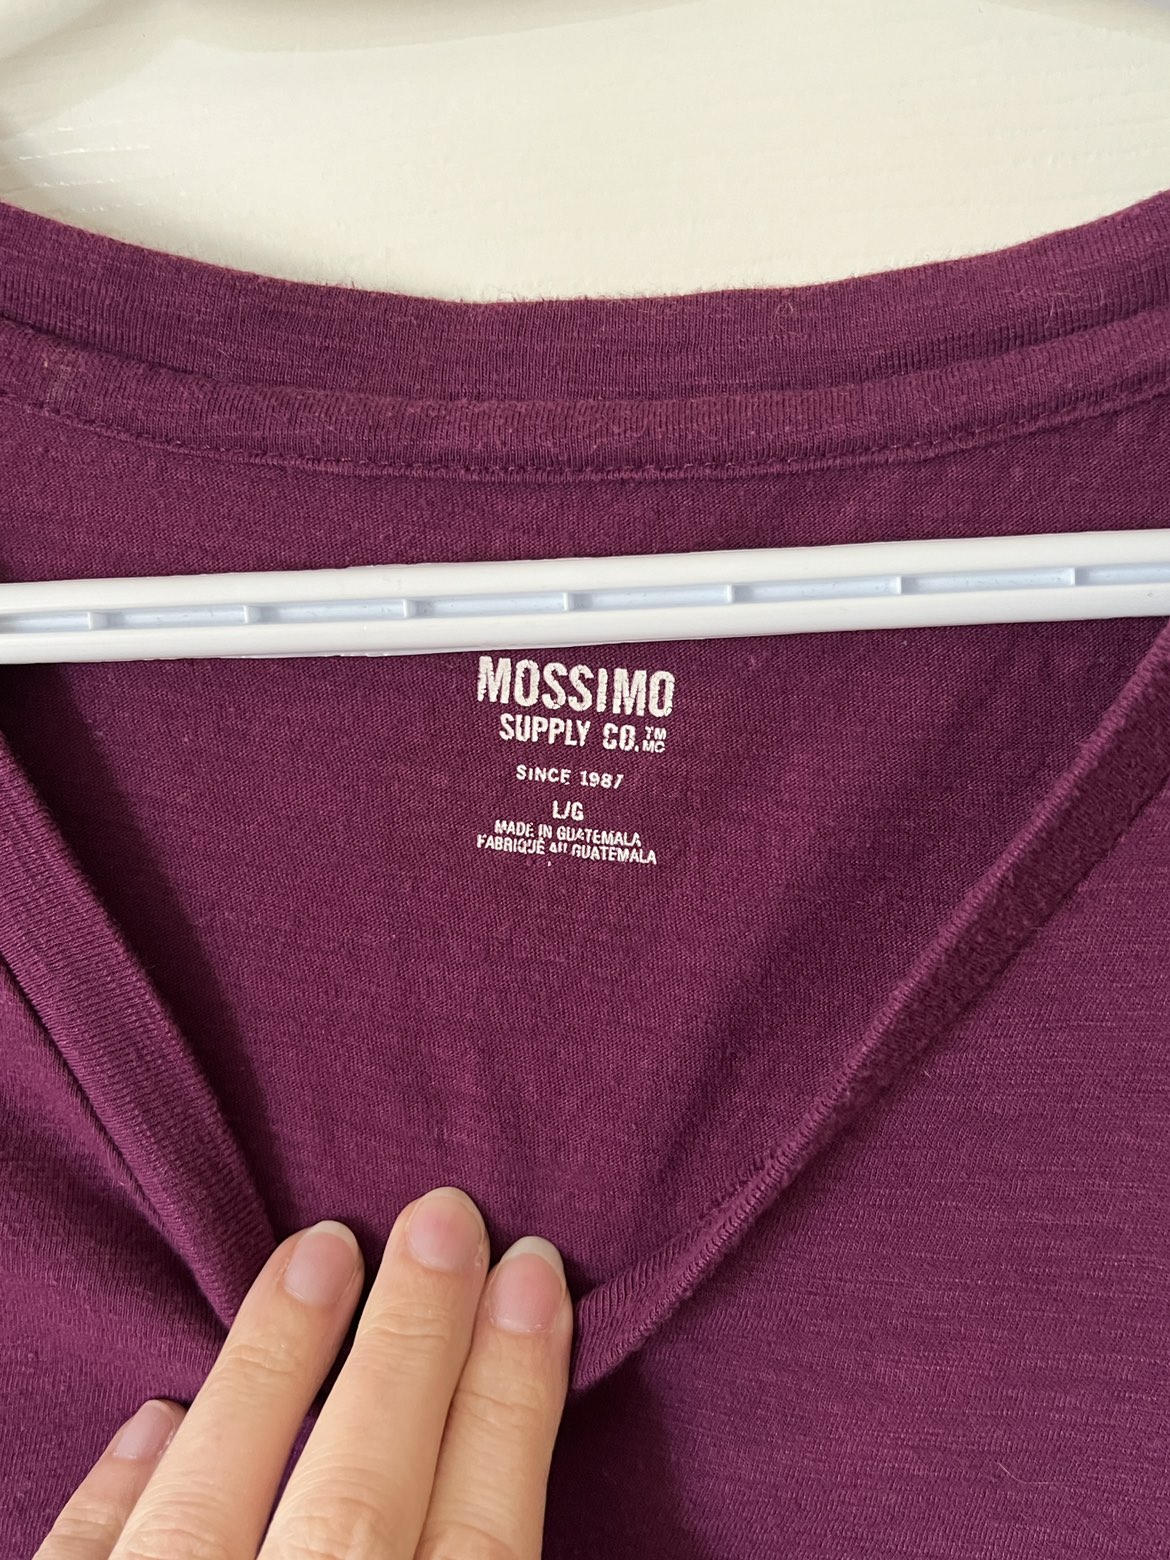 MOSSIMO
SUPPLY CO.™ MC
SINCE 1987
L/G
MADE IN GUATEMALA
FABRIQUÉ AU GUATEMALA